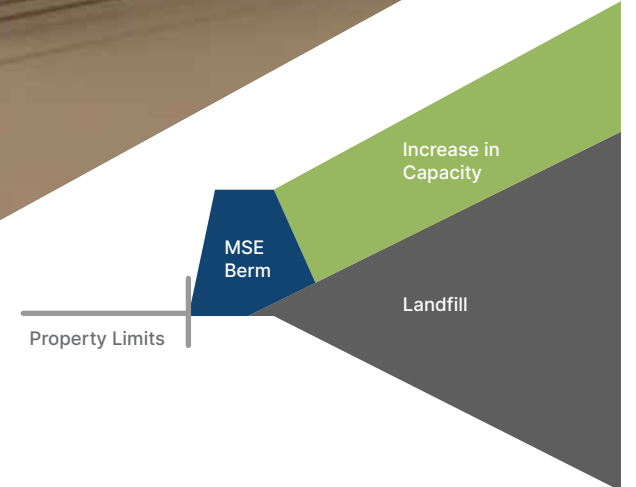 Increase in
Capacity
MSE
Berm
Landfill
Property Limits